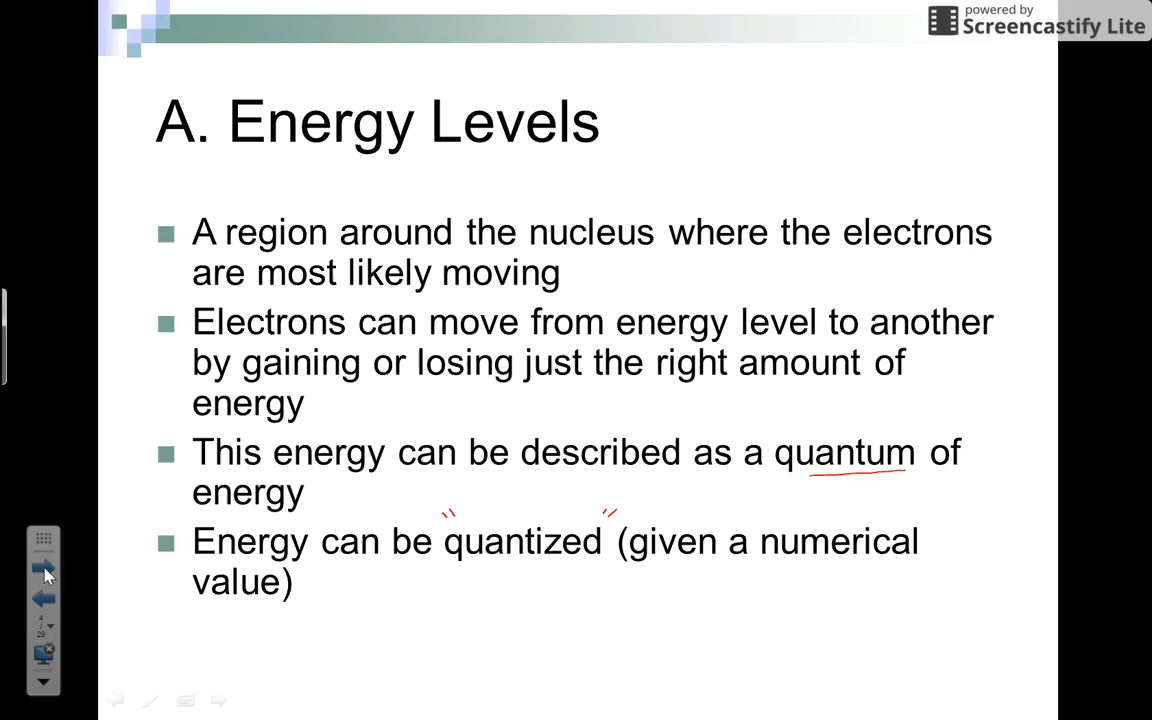 powered by
Screencastify Lite
A. Energy Levels
A region around the nucleus where the electrons
are most likely moving
Electrons can move from energy level to another
by gaining or losing just the right amount of
energy
This energy can be described as a quantum of
energy
Energy can be "quantized" (given a numerical
value)
4
/
29